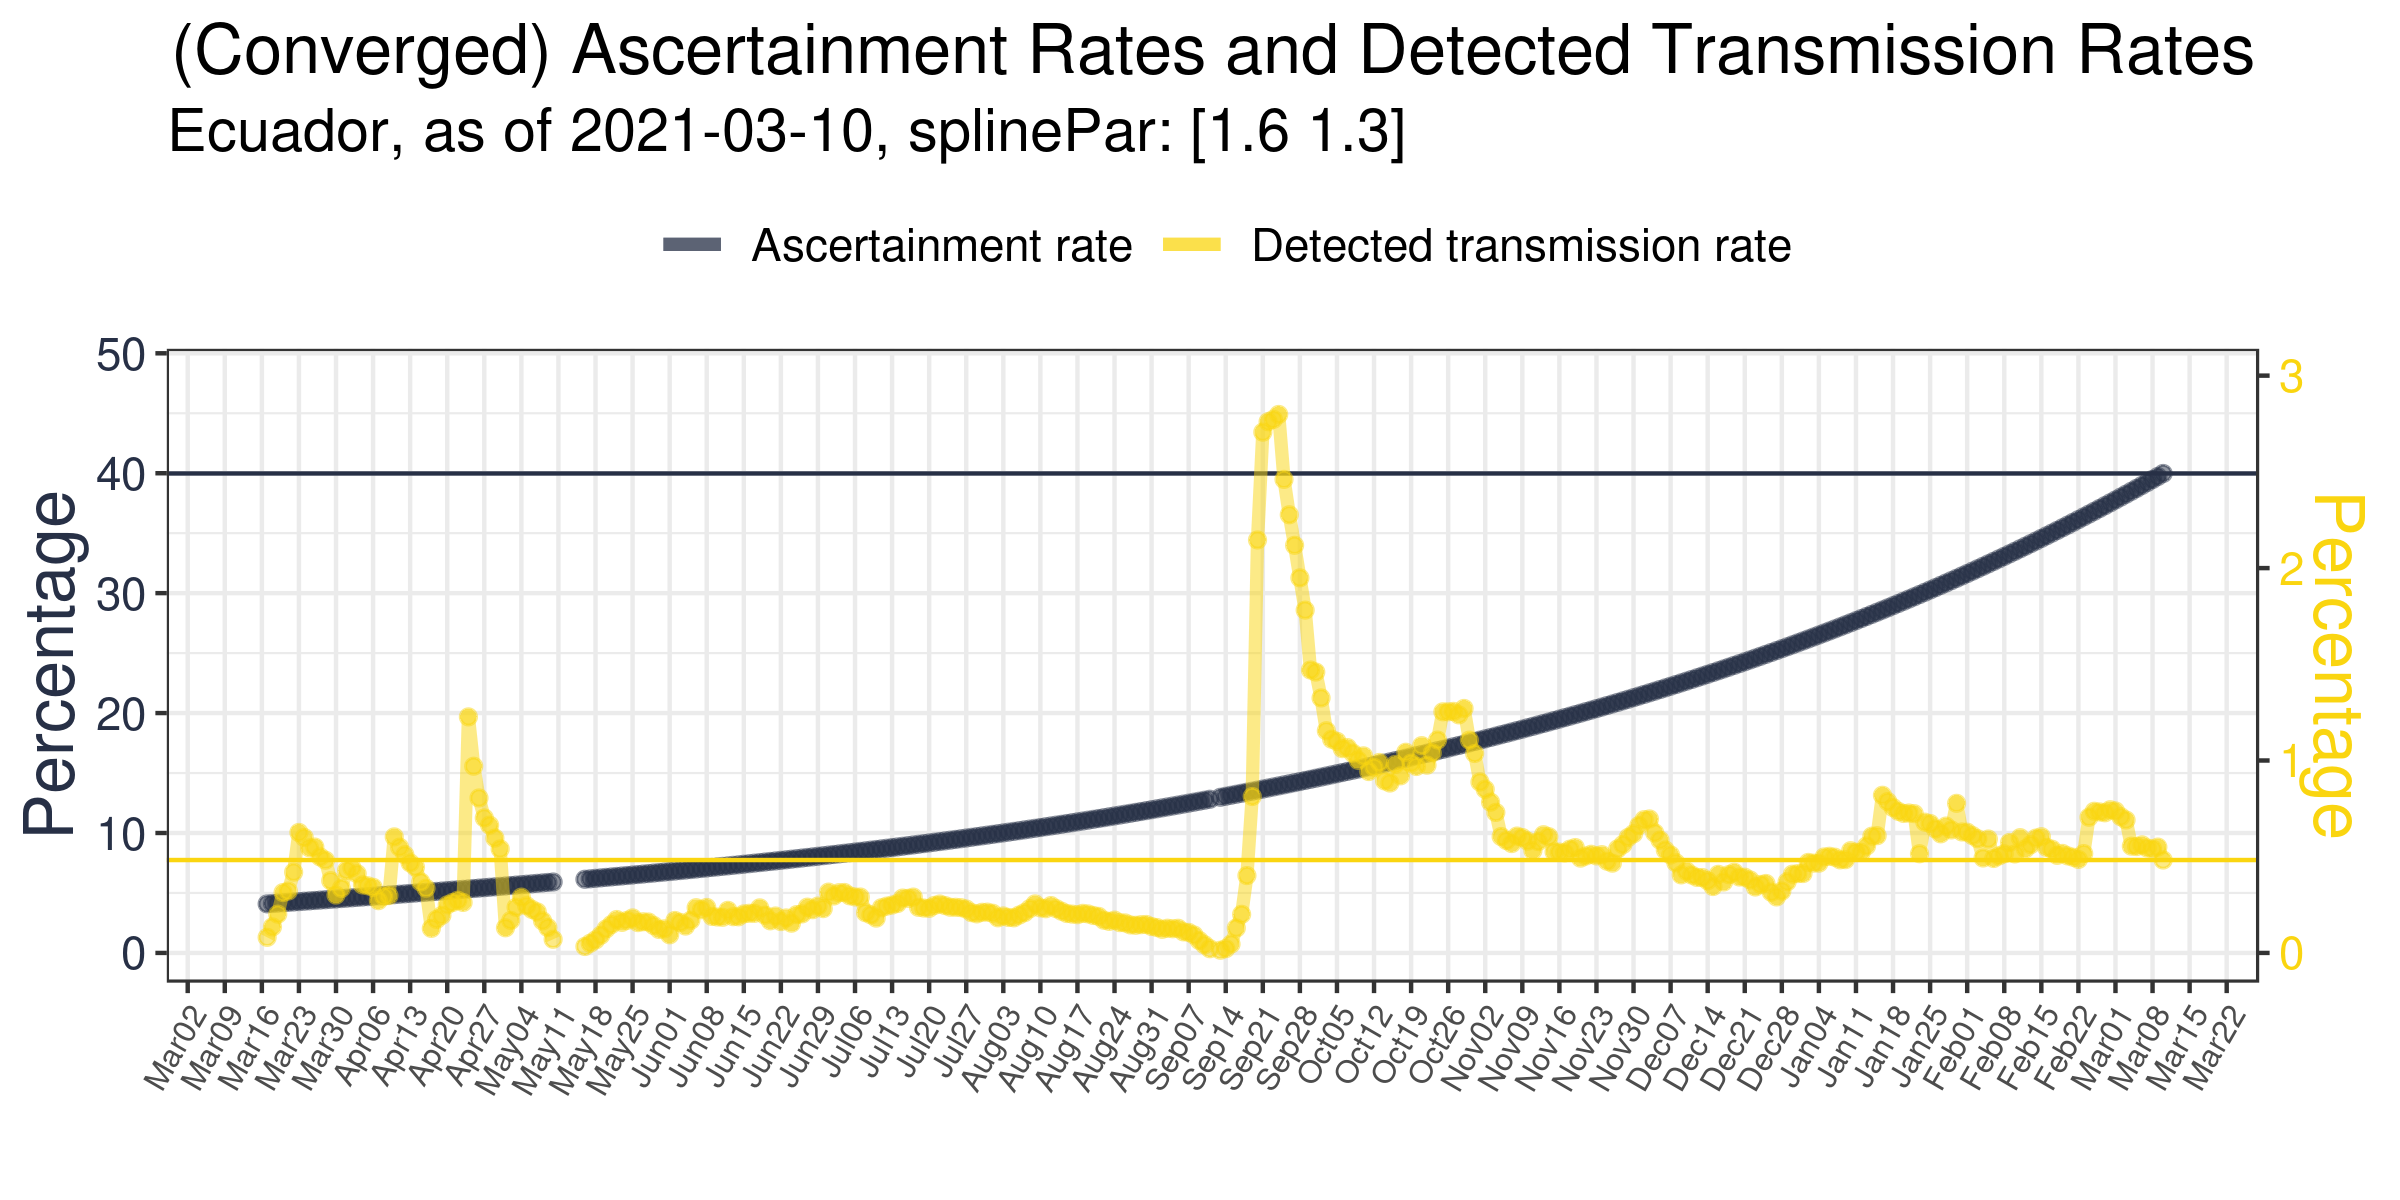 (Converged) Ascertainment Rates and Detected Transmission Rates
Ecuador, as of 2021-03-10, splinePar: [1.6 1.3]
Ascertainment rate Detected transmission rate
Percentage
50
40
30
20
10
0
3
2
1
0
Percentage
Mar02 Mar09 Mar16 Mar23 Mar30 Apr06 Apr13 Apr20 Apr27 May04 May11 May18 May25 Jun01 Jun08 Jun15 Jun22 Jun29 Jul06 Jul13 Jul20 Jul27 Aug03 Aug10 Aug17 Aug24 Aug31 Sep07 Sep14 Sep21 Sep28 Oct05 Oct12 Oct19 Oct26 Nov02 Nov09 Nov16 Nov23 Nov30 Dec07 Dec14 Dec21 Dec28 Jan04 Jan11 Jan18 Jan25 Feb01 Feb08 Feb15 Feb22 Mar01 Mar08 Mar15 Mar22